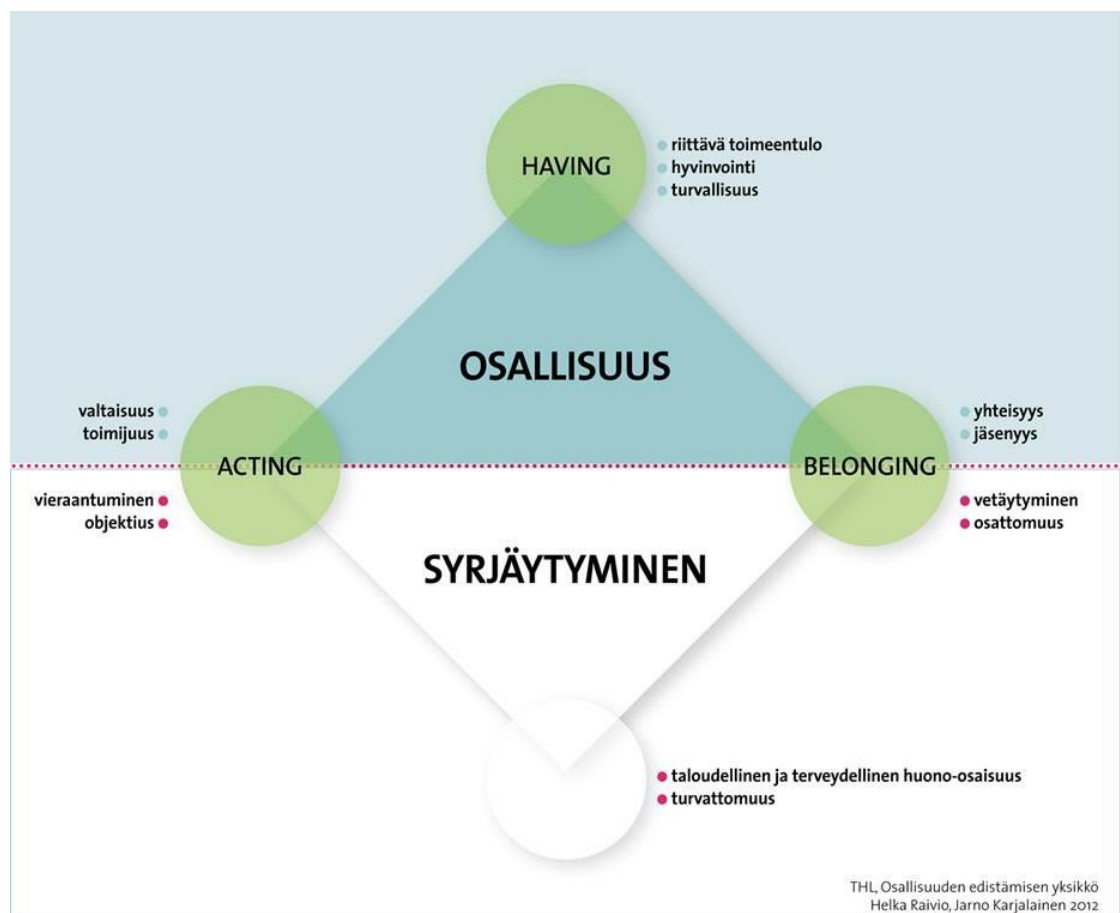 HAVING
riittävä toimeentulo
hyvinvointi
turvallisuus
OSALLISUUS
valtaisuus
toimijuus
ACTING
vieraantuminen
objektius
BELONGING
yhteisyys
jäsenyys
vetäytyminen
osattomuus
SYRJÄYTYMINEN
taloudellinen ja terveydellinen huono-osaisuus
turvattomuus
THL, Osallisuuden edistämisen yksikkö
Helka Raivio, Jarno Karjalainen 2012